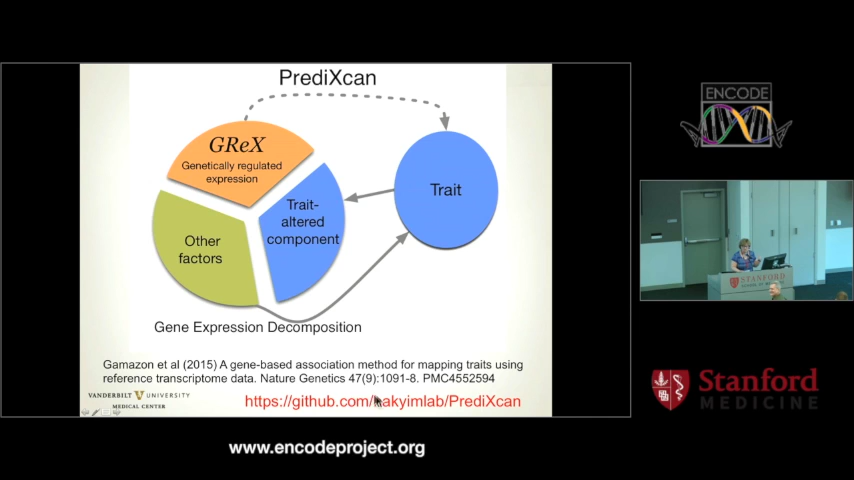 PrediXcan
GReX
Genetically regulated
expression
Trait-
altered
component
Other
factors
Trait
Gene Expression Decomposition
Gamazon et al (2015) A gene-based association method for mapping traits using
reference transcriptome data. Nature Genetics 47(9):1091-8. PMC4552594
VANDERBILT V UNIVERSITY
MEDICAL CENTER
https://github.com/hakyimlab/PrediXcan
ENCODE
STANFORD
Stanford
MEDICINE
www.encodeproject.org